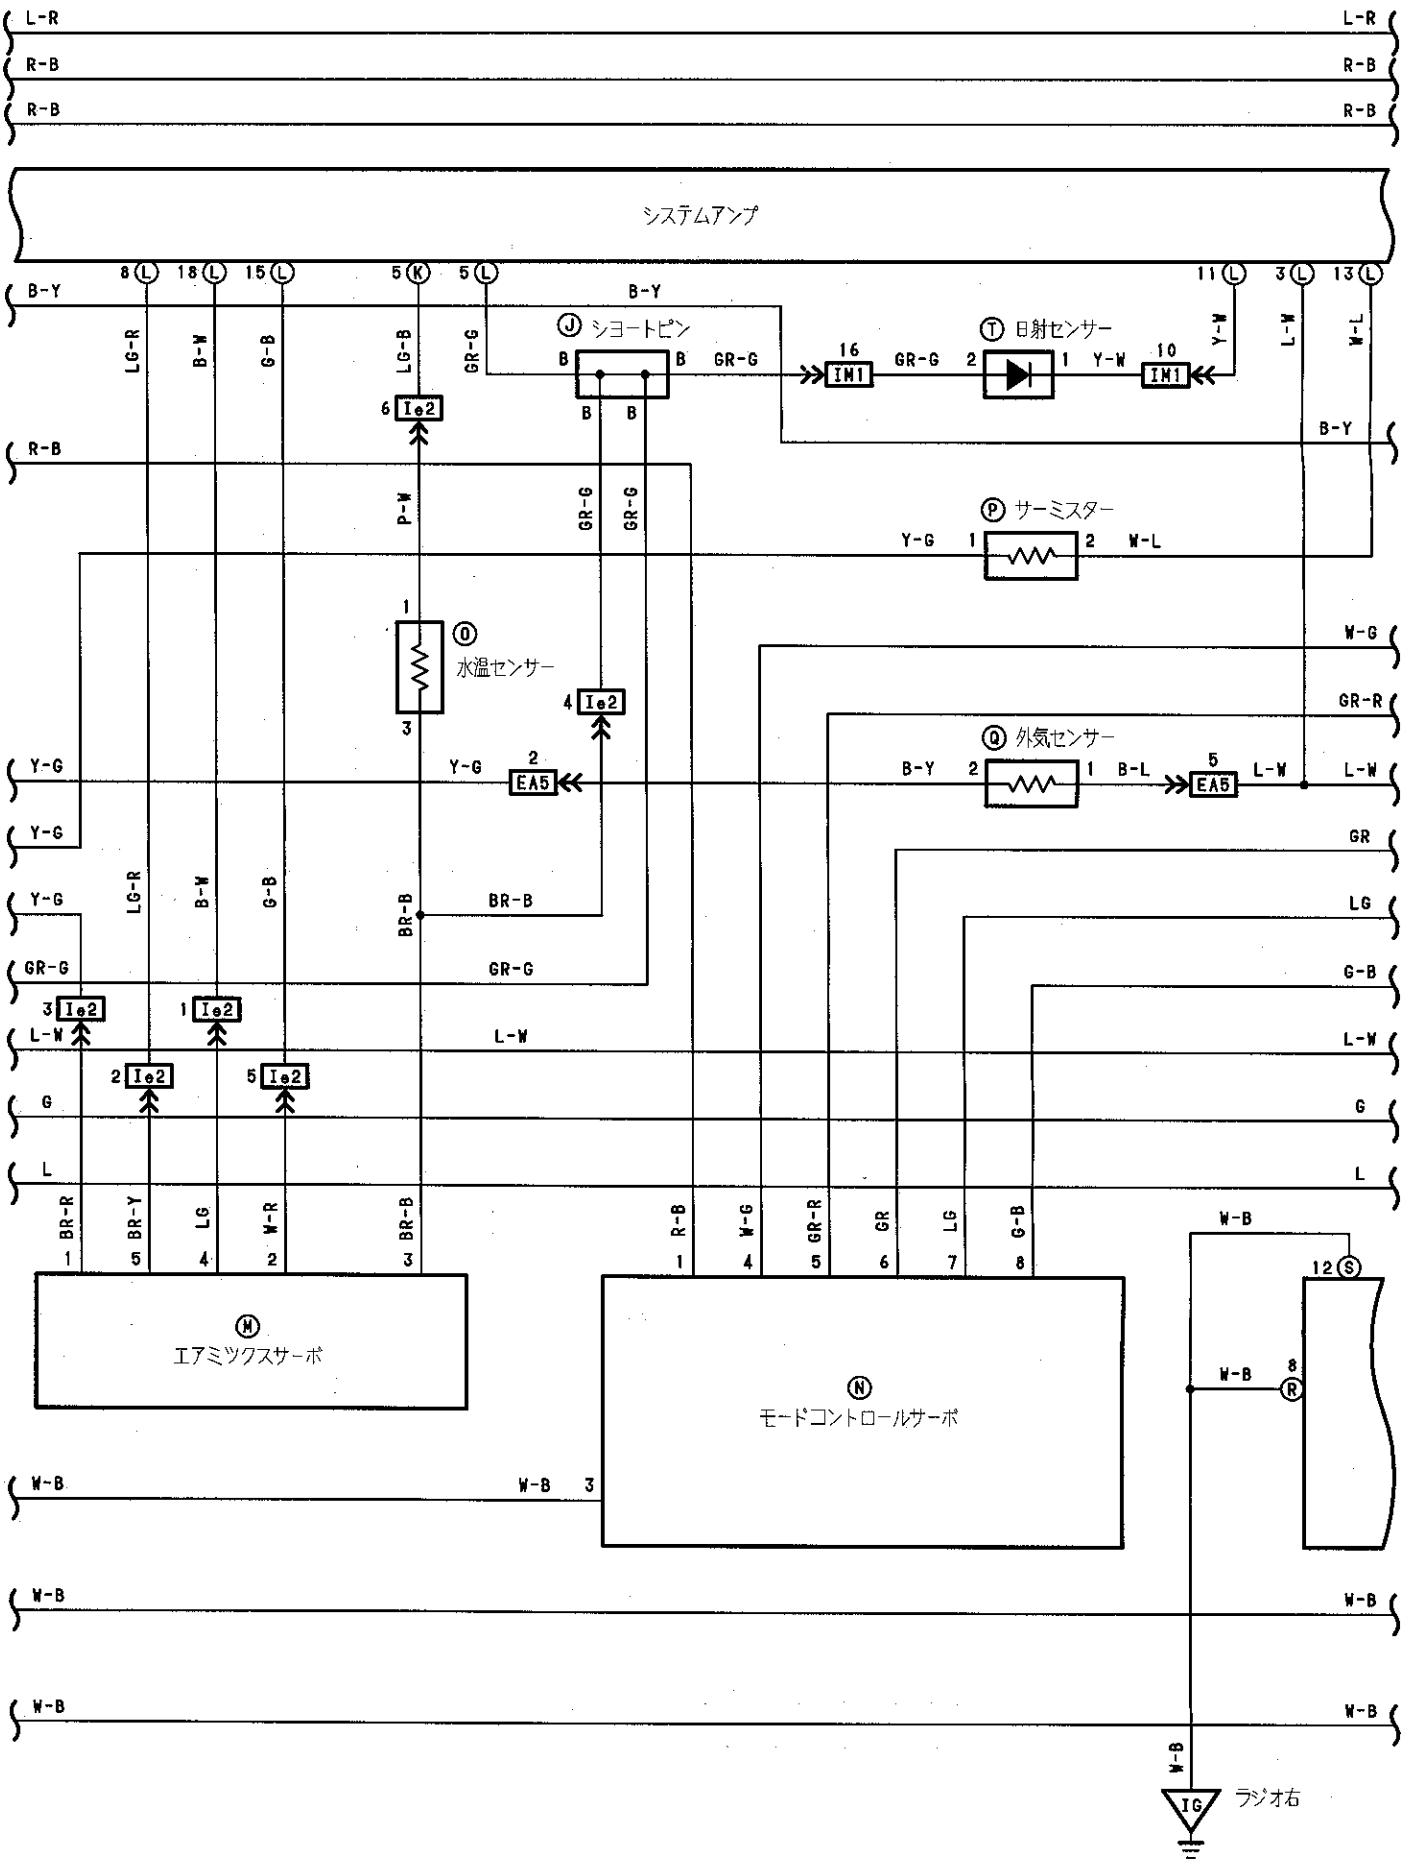 L-R L-R
R-B R-B
R-B R-B
システムアンプ
8 L 18 L 15 L 5 K 5 L 11 L 3 L 13 L
B-Y B-Y
LG-R B-W G-B LG-B GR-G Y-W L-W W-L
J ショートピン
T 日射センサー
B B GR-G 16 IM1 GR-G 2 1 Y-W 10 IM1
B B
6 Ie2
B-Y
R-B
P-W GR-G GR-G
P サーミスター
Y-G 1 2 W-L
1
O
水温センサー
3
W-G
4 Ie2
GR-R
Q 外気センサー
Y-G Y-G 2 EA5 B-Y 2 1 B-L 5 EA5 L-W L-W
Y-G
GR
LG-R B-W G-B
Y-G BR-B BR-B LG
GR-G GR-G G-B
3 Ie2 1 Ie2
L-W L-W L-W
2 Ie2 5 Ie2
G G
L L
BR-R BR-Y LG W-R BR-B R-B W-G GR-R GR LG G-B W-B
1 5 4 2 3 1 4 5 6 7 8 12 S
M
エアミックスサーボ
W-B 8 R
N
モードコントロールサーボ
W-B W-B 3
W-B W-B
W-B W-B
W-B
IG ラジオ右